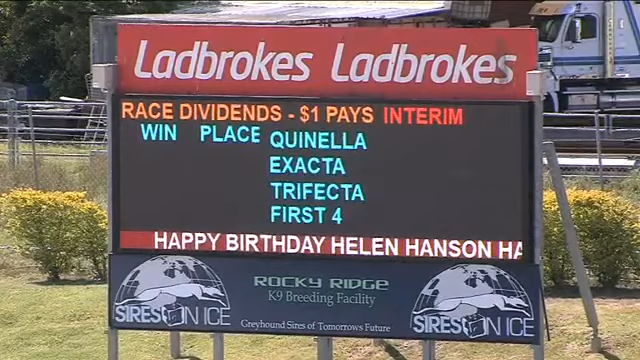 Ladbrokes Ladbrokes
RACE DIVIDENDS - $1 PAYS INTERIM
WIN PLACE QUINELLA
EXACTA
TRIFECTA
FIRST 4
HAPPY BIRTHDAY HELEN HANSON HA
ROCKY RIDGE
K9 Breeding Facility
SIRES ON ICE
Greyhound Sires of Tomorrows Future
SIRES ON ICE